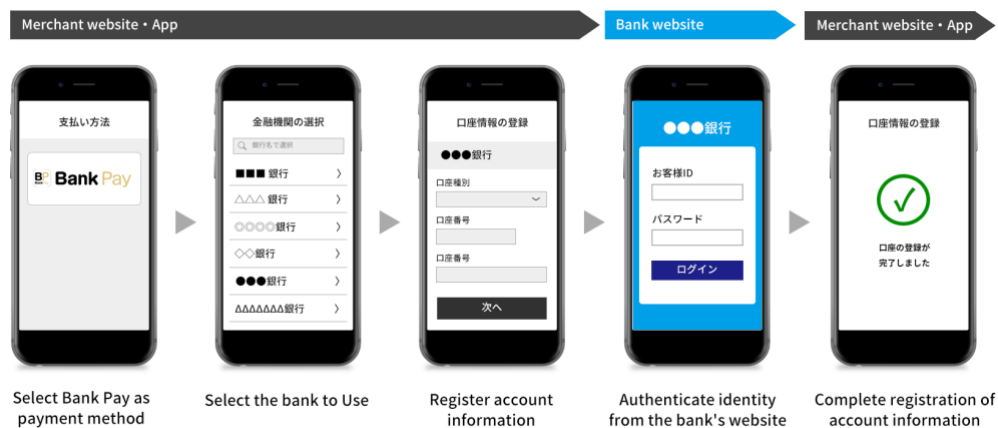 Merchant website・App
Bank website
Merchant website・App
支払い方法
BP Bank Pay
金融機関の選択
銀行名で選択
■■■ 銀行
△△△ 銀行
◎◎◎◎銀行
◇◇銀行
●●●銀行
ΔΔΔΔΔΔΔ銀行
口座情報の登録
●●●銀行
口座種別
口座番号
口座番号
次へ
●●●銀行
お客様ID
パスワード
ログイン
口座情報の登録
口座の登録が
完了しました
Select Bank Pay as
payment method
Select the bank to Use
Register account
information
Authenticate identity
from the bank's website
Complete registration of
account information